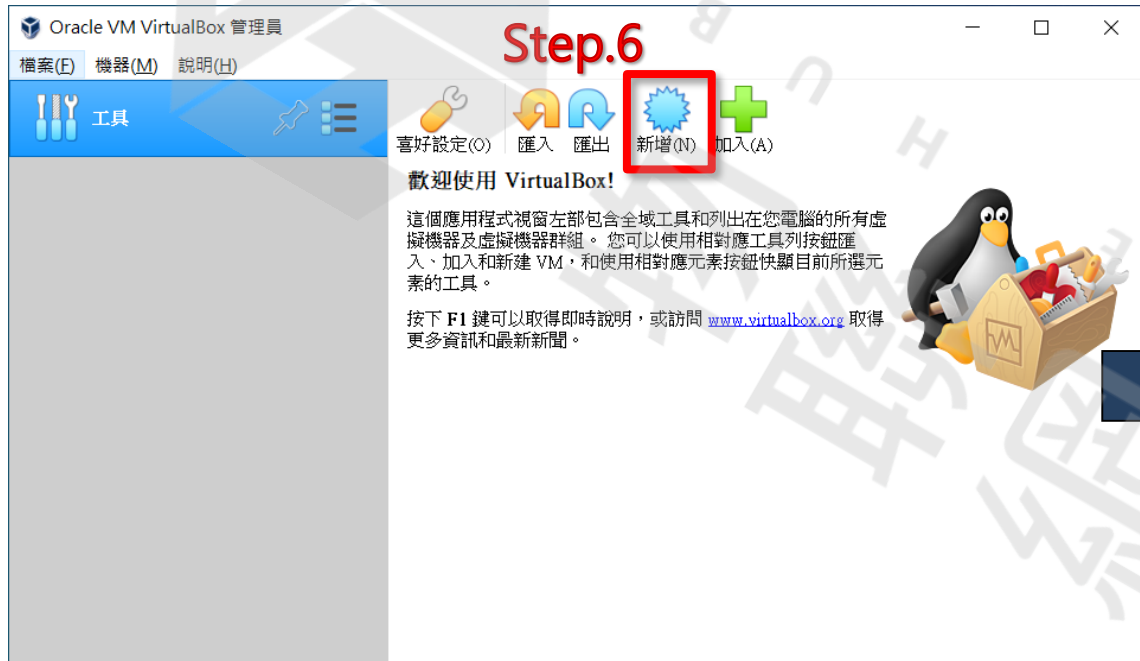 Oracle VM VirtualBox 管理員
Step.6
檔案(F) 機器(M) 說明(H)
工具
喜好設定(O) 匯入 匯出 新增(N) 加入(A)
歡迎使用 VirtualBox!
這個應用程式視窗左部包含全域工具和列出在您電腦的所有虛
擬機器及虛擬機器群組。 您可以使用相對應工具列按鈕匯
入、加入和新建 VM，和使用相對應元素按鈕快顯目前所選元
素的工具。
按下 F1 鍵可以取得即時說明，或訪問 www.virtualbox.org 取得
更多資訊和最新新聞。